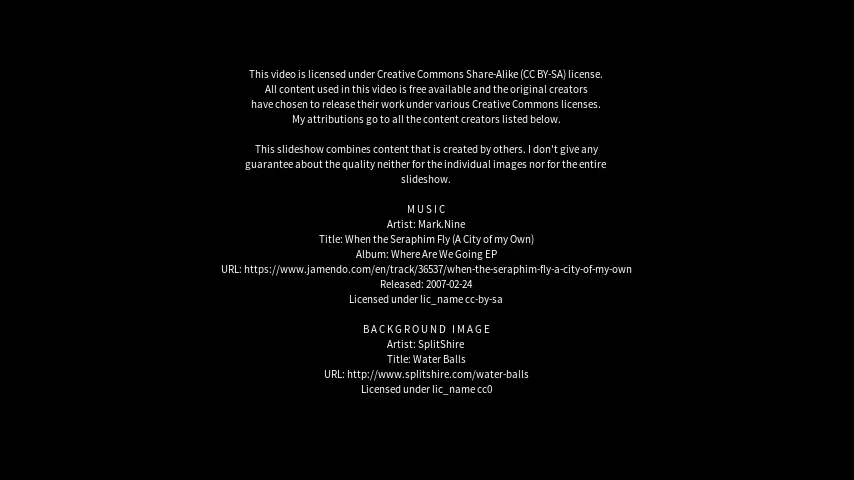 This video is licensed under Creative Commons Share-Alike (CC BY-SA) license.
All content used in this video is free available and the original creators
have chosen to release their work under various Creative Commons licenses.
My attributions go to all the content creators listed below.
This slideshow combines content that is created by others. I don't give any
guarantee about the quality neither for the individual images nor for the entire
slideshow.
MUSIC
Artist: Mark.Nine
Title: When the Seraphim Fly (A City of my Own)
Album: Where Are We Going EP
URL: https://www.jamendo.com/en/track/36537/when-the-seraphim-fly-a-city-of-my-own
Released: 2007-02-24
Licensed under lic_name cc-by-sa
BACKGROUND IMAGE
Artist: SplitShire
Title: Water Balls
URL: http://www.splitshire.com/water-balls
Licensed under lic_name cc0